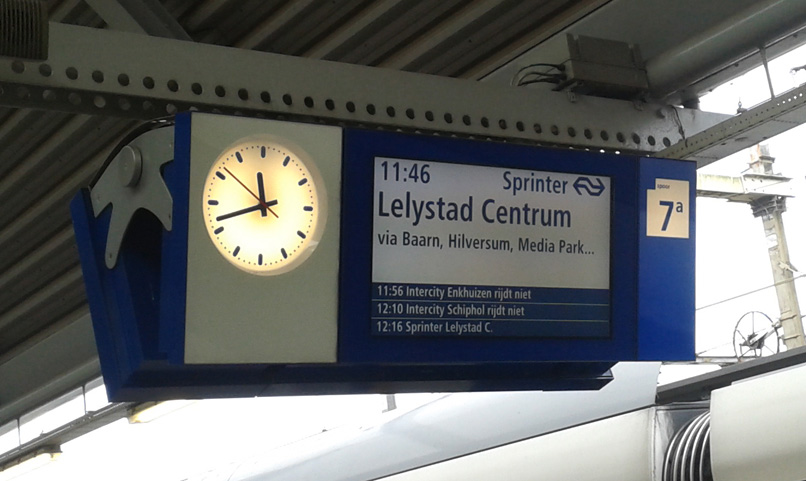 11:46
Sprinter
Lelystad Centrum
via Baarn, Hilversum, Media Park...
11:56 Intercity Enkhuizen rijdt niet
12:10 Intercity Schiphol rijdt niet
12:16 Sprinter Lelystad C.
spoor
7a